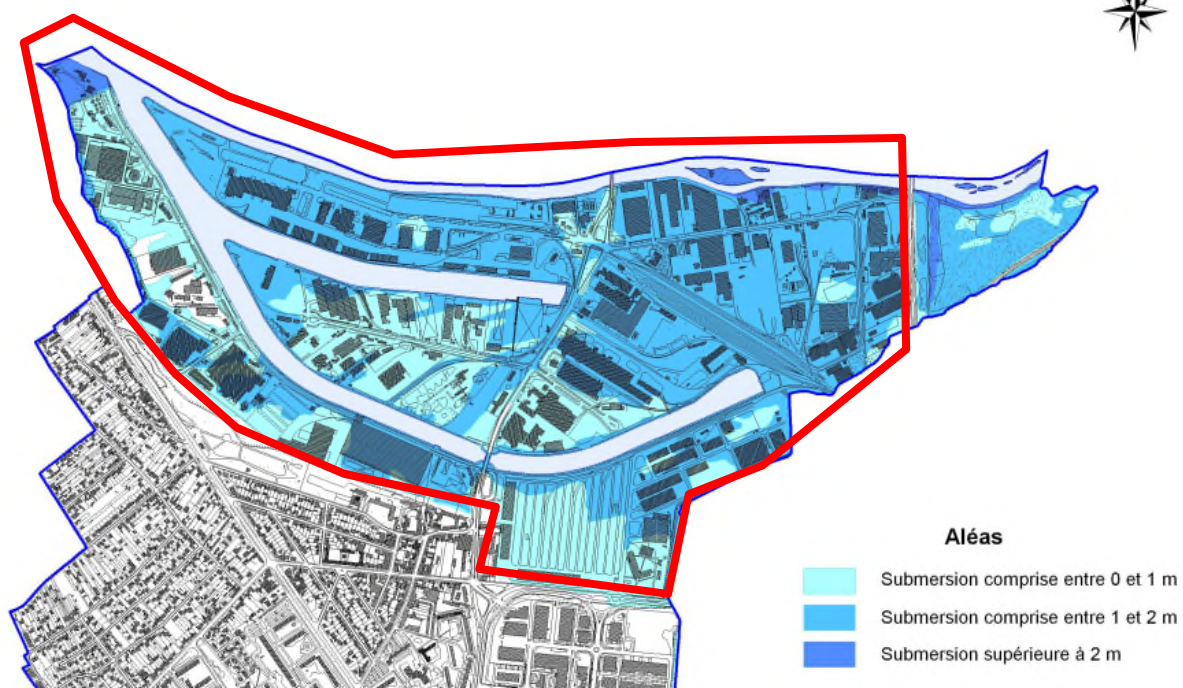 Aléas
Submersion comprise entre 0 et 1 m
Submersion comprise entre 1 et 2 m
Submersion supérieure à 2 m